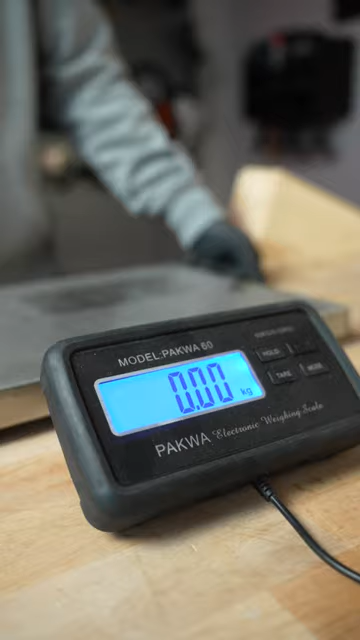 MODEL:PAKWA 60
0.00 kg
HOLD
TARE
MODE
PAKWA Electronic Weighing Scale